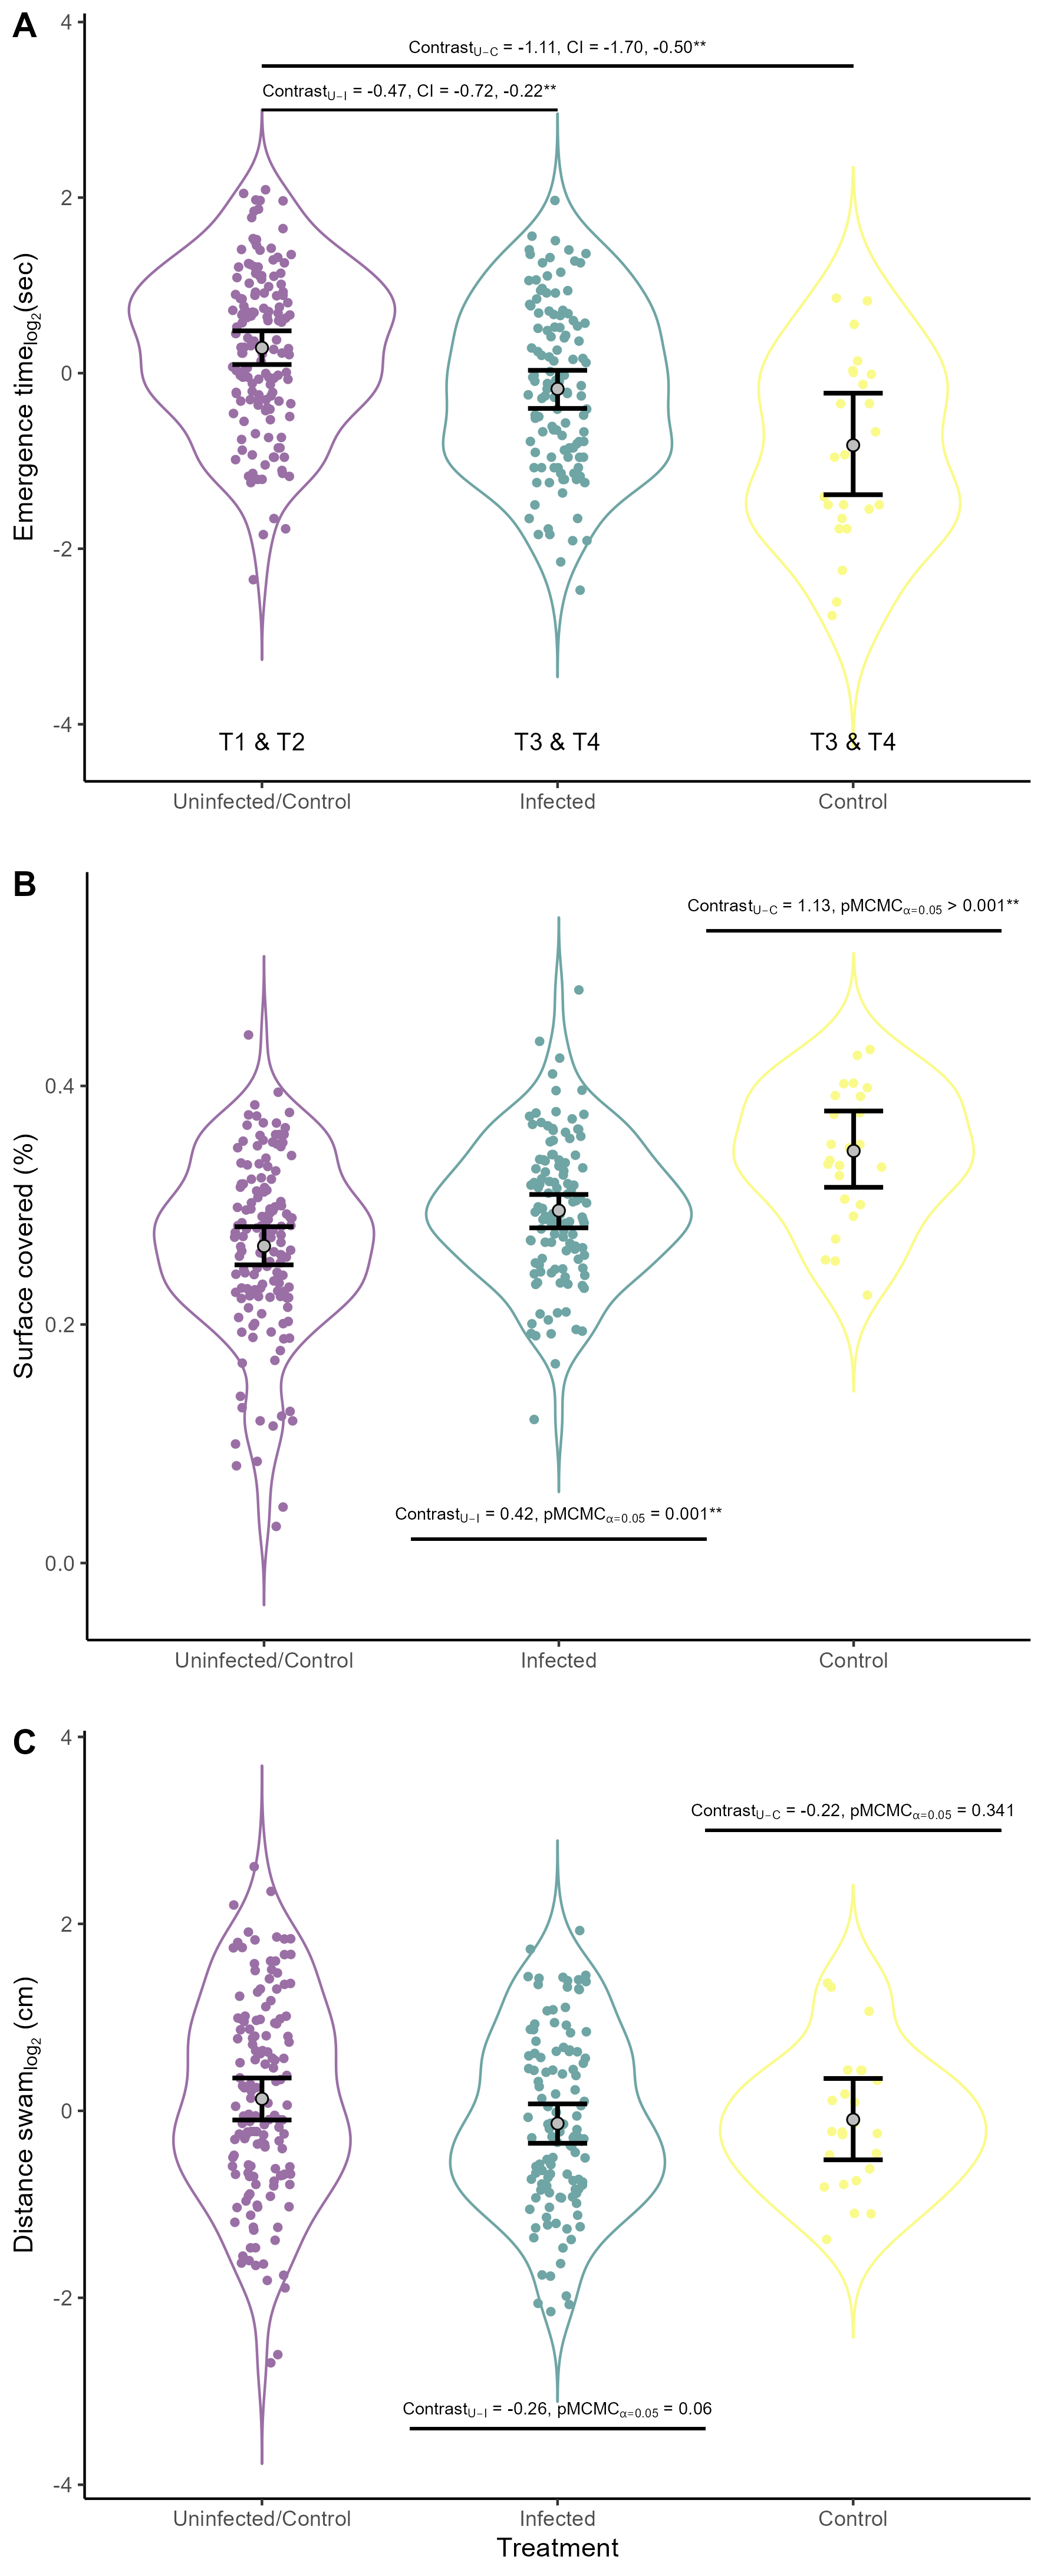 A
4
Contrast_U−C = -1.11, CI = -1.70, -0.50**
Contrast_U−I = -0.47, CI = -0.72, -0.22**
2
Emergence time_log2(sec)
0
-2
-4
T1 & T2 T3 & T4 T3 & T4
Uninfected/Control Infected Control
B
Contrast_U−C = 1.13, pMCMC_α=0.05 > 0.001**
0.4
Surface covered (%)
0.2
Contrast_U−I = 0.42, pMCMC_α=0.05 = 0.001**
0.0
Uninfected/Control Infected Control
C
4
Contrast_U−C = -0.22, pMCMC_α=0.05 = 0.341
2
Distance swam_log2 (cm)
0
-2
Contrast_U−I = -0.26, pMCMC_α=0.05 = 0.06
-4
Uninfected/Control Infected Control
Treatment